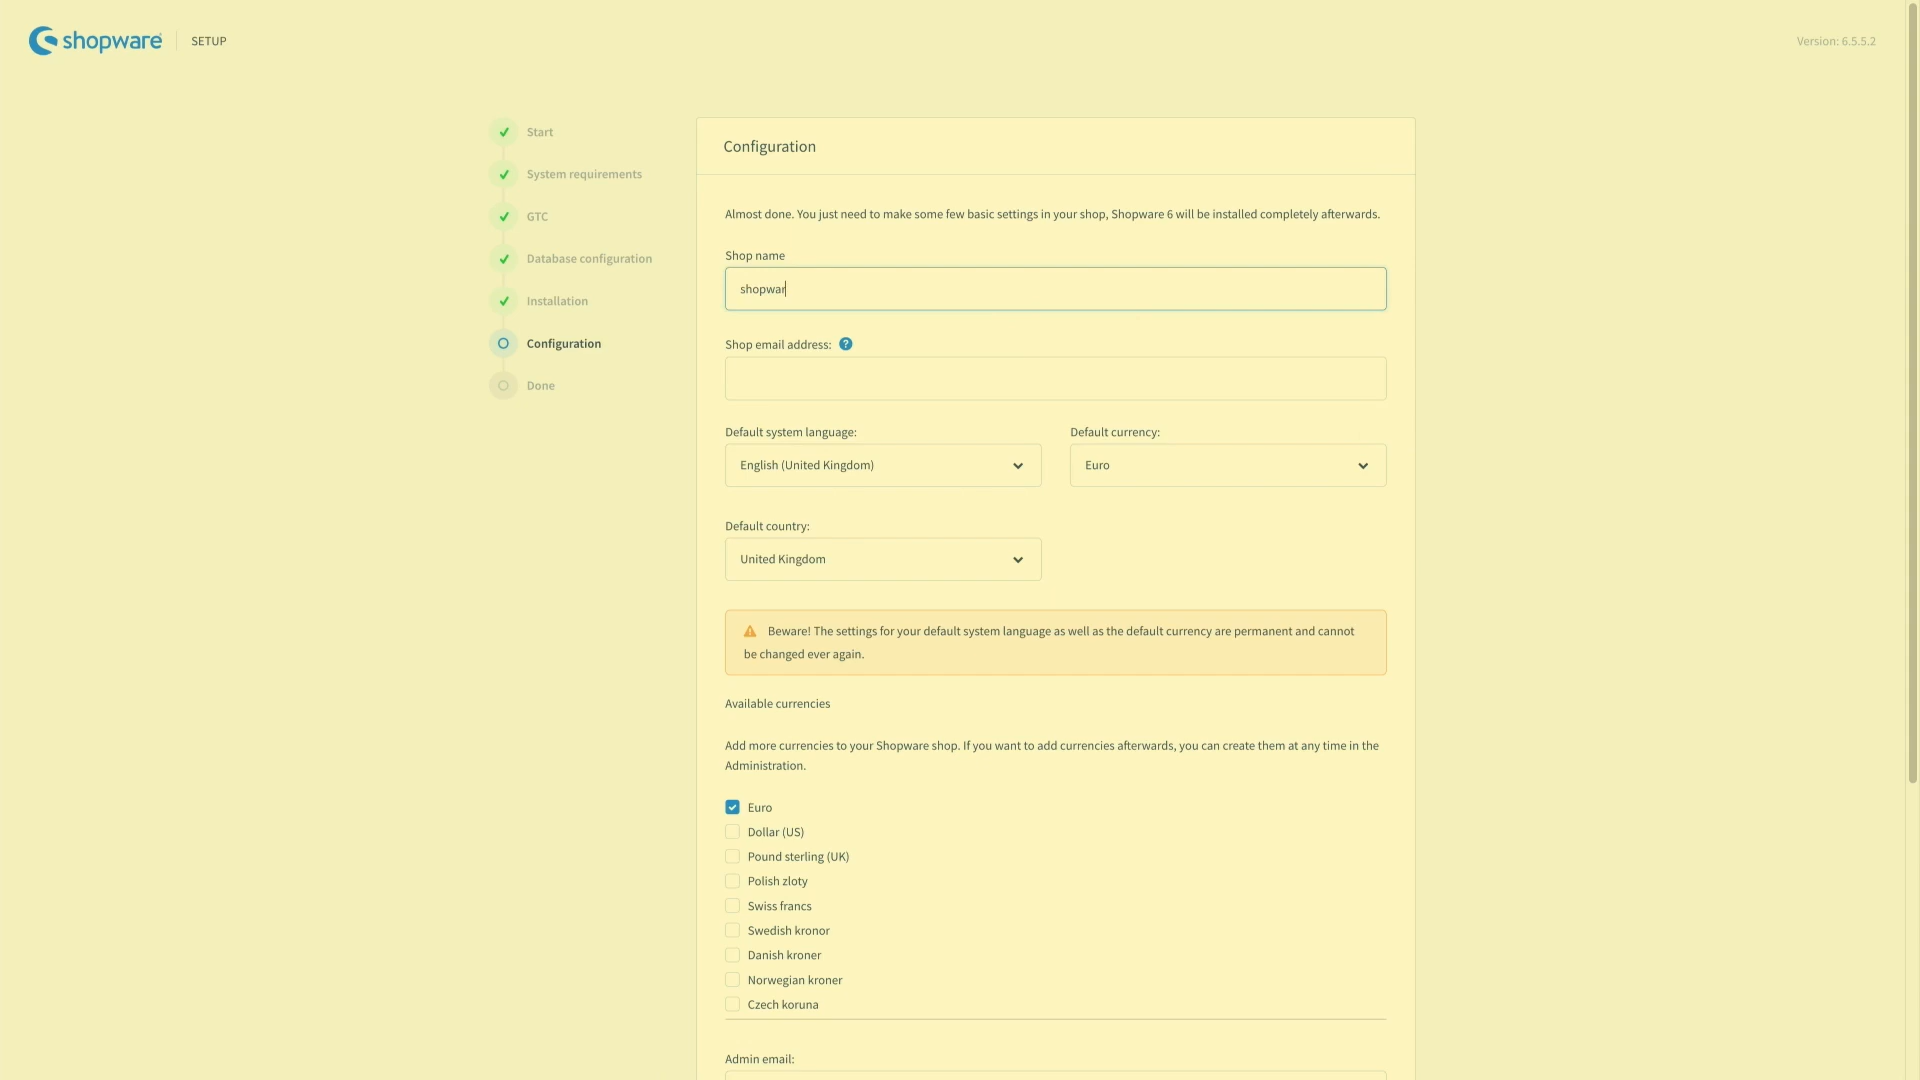 shopware SETUP
Version: 6.5.5.2
Start
System requirements
GTC
Database configuration
Installation
Configuration
Done
Configuration
Almost done. You just need to make some few basic settings in your shop, Shopware 6 will be installed completely afterwards.
Shop name
shopwar
Shop email address: ?
Default system language:
Default currency:
English (United Kingdom)
Euro
Default country:
United Kingdom
Beware! The settings for your default system language as well as the default currency are permanent and cannot
be changed ever again.
Available currencies
Add more currencies to your Shopware shop. If you want to add currencies afterwards, you can create them at any time in the
Administration.
Euro
Dollar (US)
Pound sterling (UK)
Polish zloty
Swiss francs
Swedish kronor
Danish kroner
Norwegian kroner
Czech koruna
Admin email: